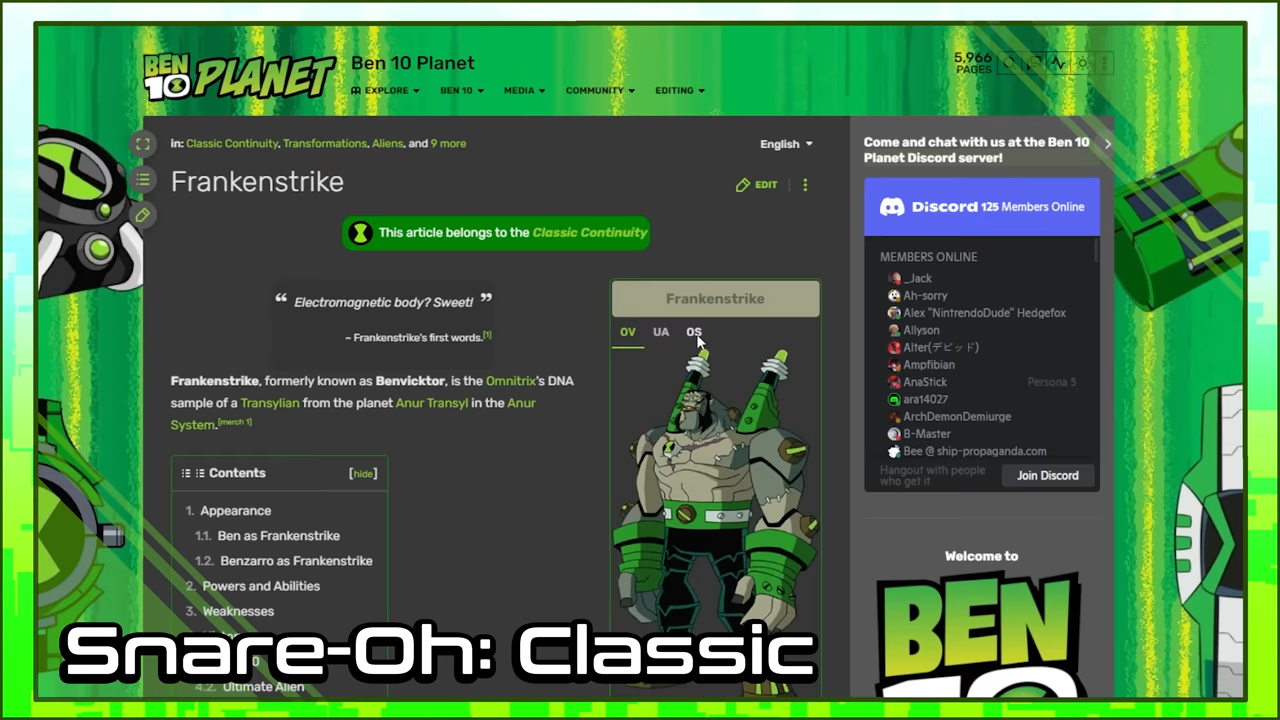 BEN 10 PLANET
Ben 10 Planet
EXPLORE BEN 10 MEDIA COMMUNITY EDITING
5,966
PAGES
in: Classic Continuity, Transformations, Aliens, and 9 more
English
Frankenstrike
EDIT
This article belongs to the Classic Continuity
“ Electromagnetic body? Sweet! ”
– Frankenstrike's first words.[1]
Frankenstrike, formerly known as Benvicktor, is the Omnitrix's DNA
sample of a Transylian from the planet Anur Transyl in the Anur
System.[merch 1]
Contents [hide]
1. Appearance
1.1. Ben as Frankenstrike
1.2. Benzarro as Frankenstrike
2. Powers and Abilities
3. Weaknesses
4.2. Ultimate Alien
Frankenstrike
OV UA OS
Come and chat with us at the Ben 10
Planet Discord server!
Discord 125 Members Online
MEMBERS ONLINE
_Jack
Ah-sorry
Alex "NintrendoDude" Hedgefox
Allyson
Alter(デビッド)
Ampfibian
AnaStick Persona 5
ara14027
ArchDemonDemiurge
B-Master
Bee @ ship-propaganda.com
Hangout with people
who get it
Join Discord
Welcome to
BEN
10
Snare-Oh: Classic